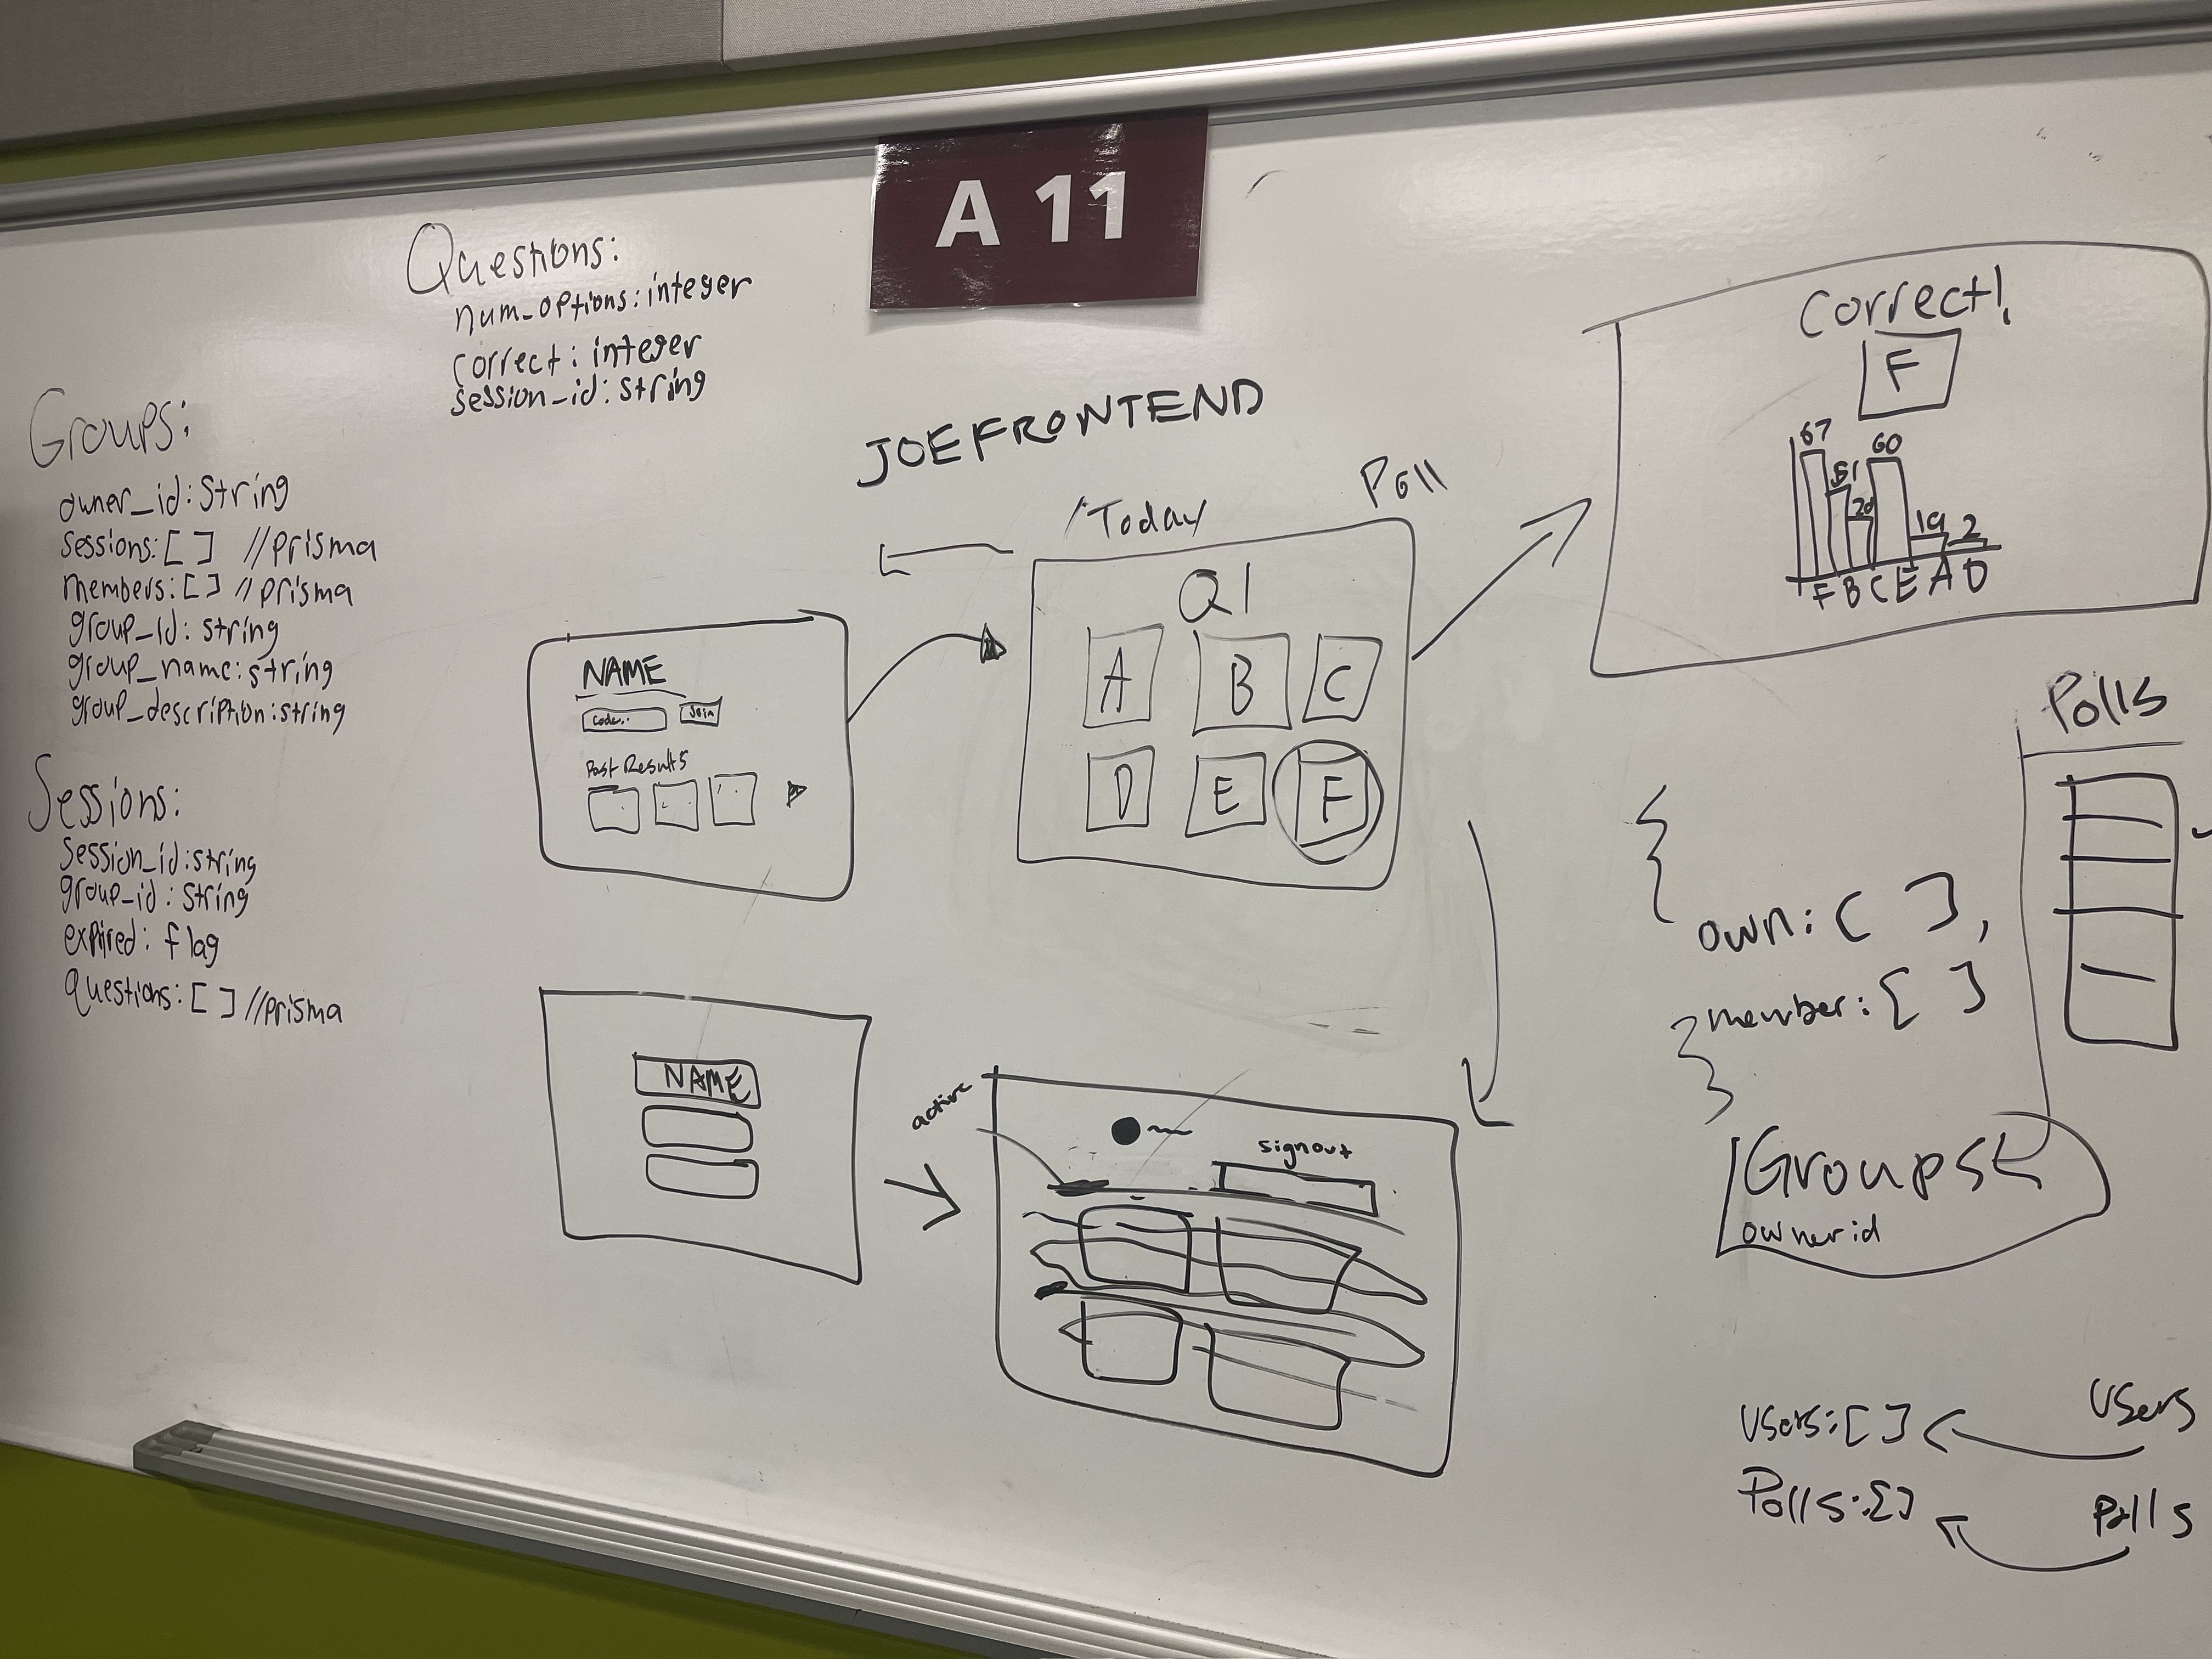 A 11
Questions:
num_options: integer
correct: integer
session_id: string
Groups:
owner_id: string
sessions: [ ] //prisma
members: [ ] //prisma
group_id: string
group_name: string
group_description: string
Sessions:
session_id: string
group_id: string
expired: flag
questions: [ ] //prisma
JOEFRONTEND
NAME
Code..
Join
Past Results
/Today
Poll
Q1
A B C
D E F
Correct!
F
67 51 60 19 2
F B C E A D
Polls
{
own: [ ],
member: [ ]
}
Groups
owner id
NAME
active
signout
Users: [ ]
Users
Polls: [ ]
Polls